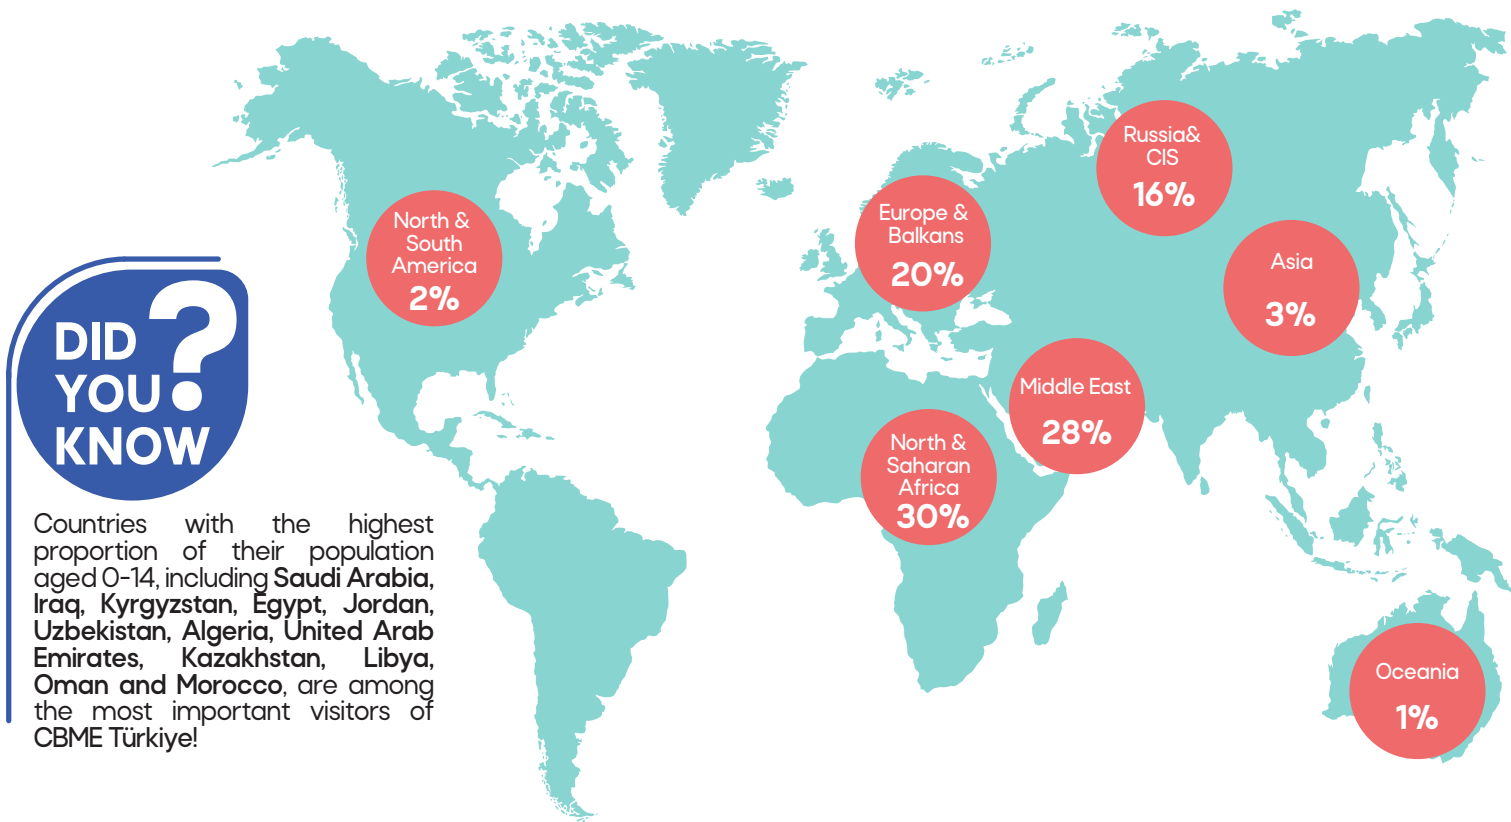 North &
South
America
2%
Europe &
Balkans
20%
Russia&
CIS
16%
Asia
3%
Middle East
28%
North &
Saharan
Africa
30%
Oceania
1%
DID
YOU
KNOW
?
Countries with the highest
proportion of their population
aged 0-14, including Saudi Arabia,
Iraq, Kyrgyzstan, Egypt, Jordan,
Uzbekistan, Algeria, United Arab
Emirates, Kazakhstan, Libya,
Oman and Morocco, are among
the most important visitors of
CBME Türkiye!